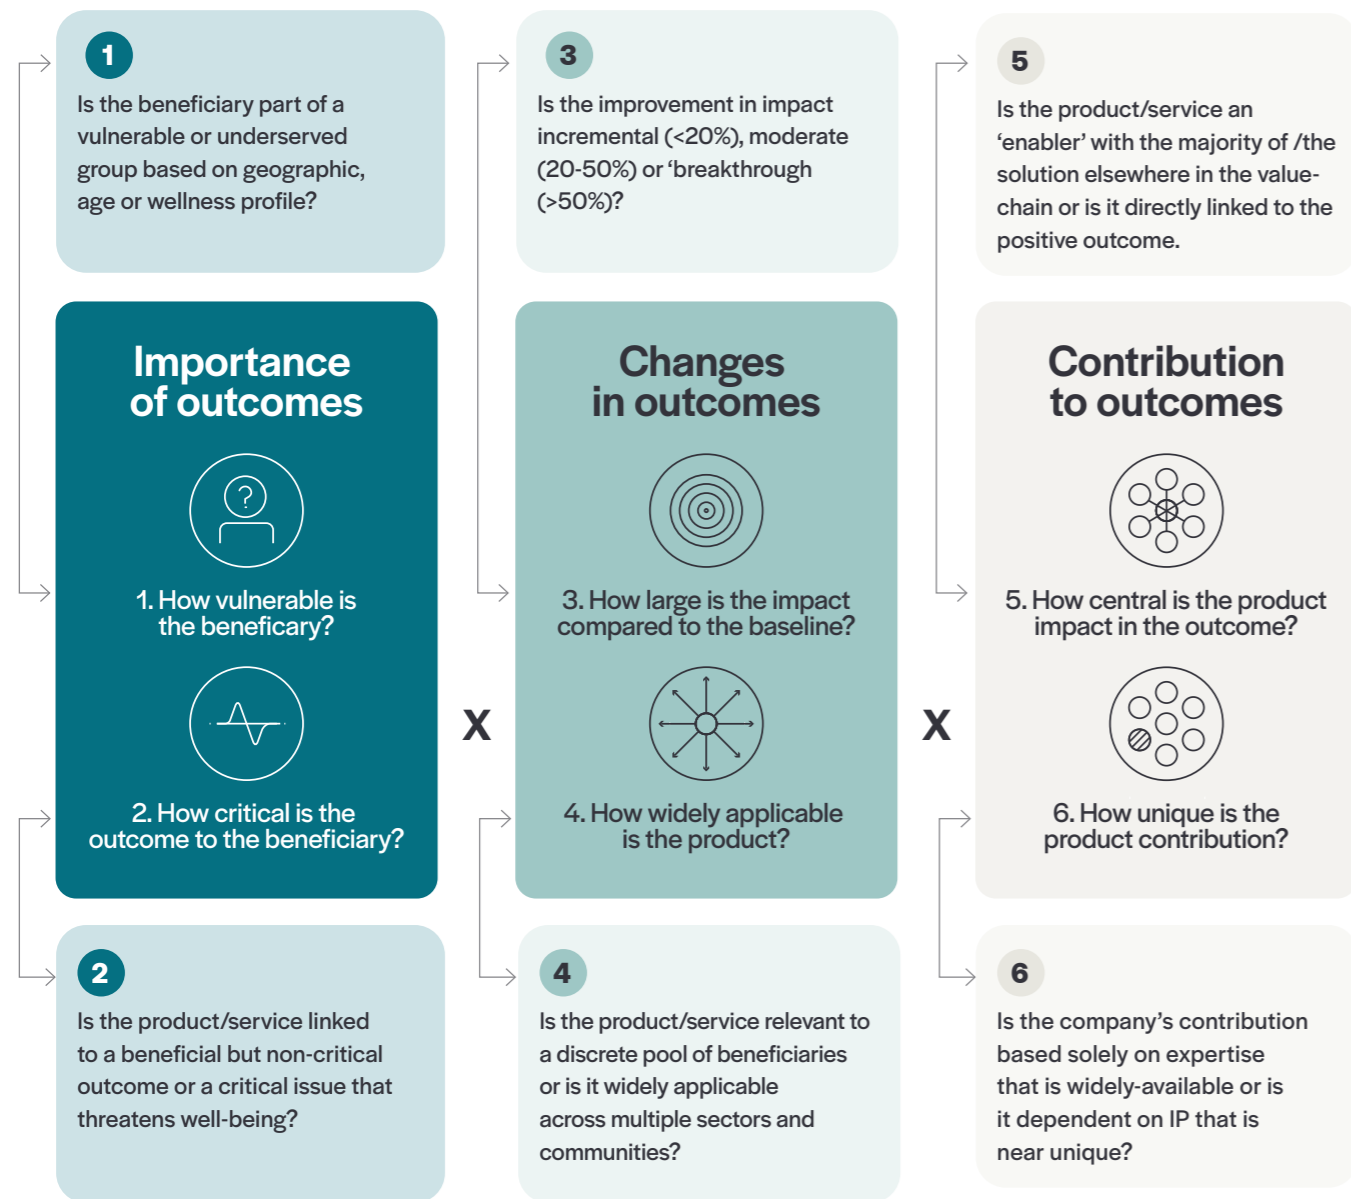 1
Is the beneficiary part of a
vulnerable or underserved
group based on geographic,
age or wellness profile?
Importance
of outcomes
?
1. How vulnerable is
the beneficary?
2. How critical is the
outcome to the beneficiary?
2
Is the product/service linked
to a beneficial but non-critical
outcome or a critical issue that
threatens well-being?
X
3
Is the improvement in impact
incremental (<20%), moderate
(20-50%) or ‘breakthrough
(>50%)?
Changes
in outcomes
3. How large is the impact
compared to the baseline?
4. How widely applicable
is the product?
4
Is the product/service relevant to
a discrete pool of beneficiaries
or is it widely applicable
across multiple sectors and
communities?
X
5
Is the product/service an
‘enabler’ with the majority of /the
solution elsewhere in the value-
chain or is it directly linked to the
positive outcome.
Contribution
to outcomes
5. How central is the product
impact in the outcome?
6. How unique is the
product contribution?
6
Is the company’s contribution
based solely on expertise
that is widely-available or is
it dependent on IP that is
near unique?